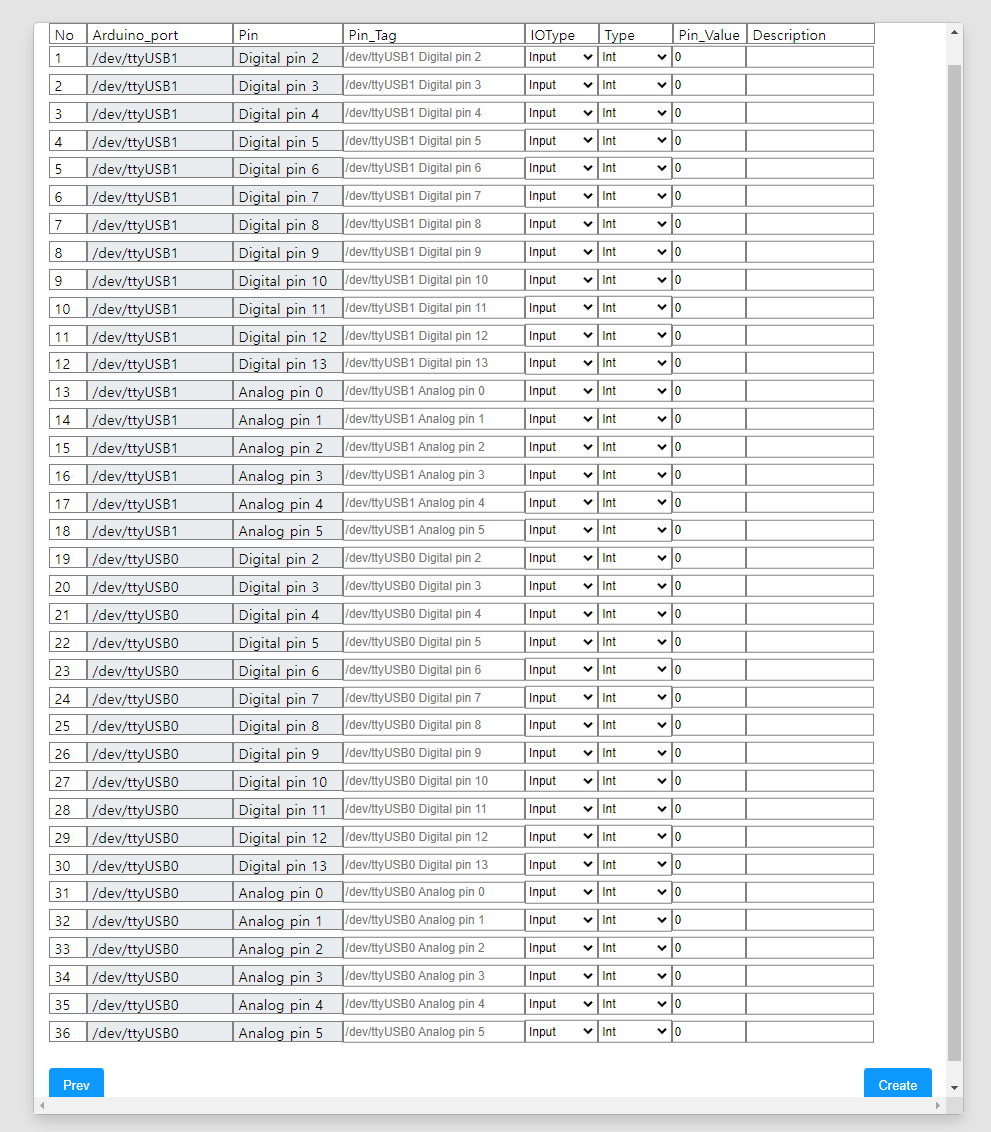 No Arduino_port Pin Pin_Tag IOType Type Pin_Value Description
1 /dev/ttyUSB1 Digital pin 2 /dev/ttyUSB1 Digital pin 2 Input Int 0
2 /dev/ttyUSB1 Digital pin 3 /dev/ttyUSB1 Digital pin 3 Input Int 0
3 /dev/ttyUSB1 Digital pin 4 /dev/ttyUSB1 Digital pin 4 Input Int 0
4 /dev/ttyUSB1 Digital pin 5 /dev/ttyUSB1 Digital pin 5 Input Int 0
5 /dev/ttyUSB1 Digital pin 6 /dev/ttyUSB1 Digital pin 6 Input Int 0
6 /dev/ttyUSB1 Digital pin 7 /dev/ttyUSB1 Digital pin 7 Input Int 0
7 /dev/ttyUSB1 Digital pin 8 /dev/ttyUSB1 Digital pin 8 Input Int 0
8 /dev/ttyUSB1 Digital pin 9 /dev/ttyUSB1 Digital pin 9 Input Int 0
9 /dev/ttyUSB1 Digital pin 10 /dev/ttyUSB1 Digital pin 10 Input Int 0
10 /dev/ttyUSB1 Digital pin 11 /dev/ttyUSB1 Digital pin 11 Input Int 0
11 /dev/ttyUSB1 Digital pin 12 /dev/ttyUSB1 Digital pin 12 Input Int 0
12 /dev/ttyUSB1 Digital pin 13 /dev/ttyUSB1 Digital pin 13 Input Int 0
13 /dev/ttyUSB1 Analog pin 0 /dev/ttyUSB1 Analog pin 0 Input Int 0
14 /dev/ttyUSB1 Analog pin 1 /dev/ttyUSB1 Analog pin 1 Input Int 0
15 /dev/ttyUSB1 Analog pin 2 /dev/ttyUSB1 Analog pin 2 Input Int 0
16 /dev/ttyUSB1 Analog pin 3 /dev/ttyUSB1 Analog pin 3 Input Int 0
17 /dev/ttyUSB1 Analog pin 4 /dev/ttyUSB1 Analog pin 4 Input Int 0
18 /dev/ttyUSB1 Analog pin 5 /dev/ttyUSB1 Analog pin 5 Input Int 0
19 /dev/ttyUSB0 Digital pin 2 /dev/ttyUSB0 Digital pin 2 Input Int 0
20 /dev/ttyUSB0 Digital pin 3 /dev/ttyUSB0 Digital pin 3 Input Int 0
21 /dev/ttyUSB0 Digital pin 4 /dev/ttyUSB0 Digital pin 4 Input Int 0
22 /dev/ttyUSB0 Digital pin 5 /dev/ttyUSB0 Digital pin 5 Input Int 0
23 /dev/ttyUSB0 Digital pin 6 /dev/ttyUSB0 Digital pin 6 Input Int 0
24 /dev/ttyUSB0 Digital pin 7 /dev/ttyUSB0 Digital pin 7 Input Int 0
25 /dev/ttyUSB0 Digital pin 8 /dev/ttyUSB0 Digital pin 8 Input Int 0
26 /dev/ttyUSB0 Digital pin 9 /dev/ttyUSB0 Digital pin 9 Input Int 0
27 /dev/ttyUSB0 Digital pin 10 /dev/ttyUSB0 Digital pin 10 Input Int 0
28 /dev/ttyUSB0 Digital pin 11 /dev/ttyUSB0 Digital pin 11 Input Int 0
29 /dev/ttyUSB0 Digital pin 12 /dev/ttyUSB0 Digital pin 12 Input Int 0
30 /dev/ttyUSB0 Digital pin 13 /dev/ttyUSB0 Digital pin 13 Input Int 0
31 /dev/ttyUSB0 Analog pin 0 /dev/ttyUSB0 Analog pin 0 Input Int 0
32 /dev/ttyUSB0 Analog pin 1 /dev/ttyUSB0 Analog pin 1 Input Int 0
33 /dev/ttyUSB0 Analog pin 2 /dev/ttyUSB0 Analog pin 2 Input Int 0
34 /dev/ttyUSB0 Analog pin 3 /dev/ttyUSB0 Analog pin 3 Input Int 0
35 /dev/ttyUSB0 Analog pin 4 /dev/ttyUSB0 Analog pin 4 Input Int 0
36 /dev/ttyUSB0 Analog pin 5 /dev/ttyUSB0 Analog pin 5 Input Int 0
Prev Create